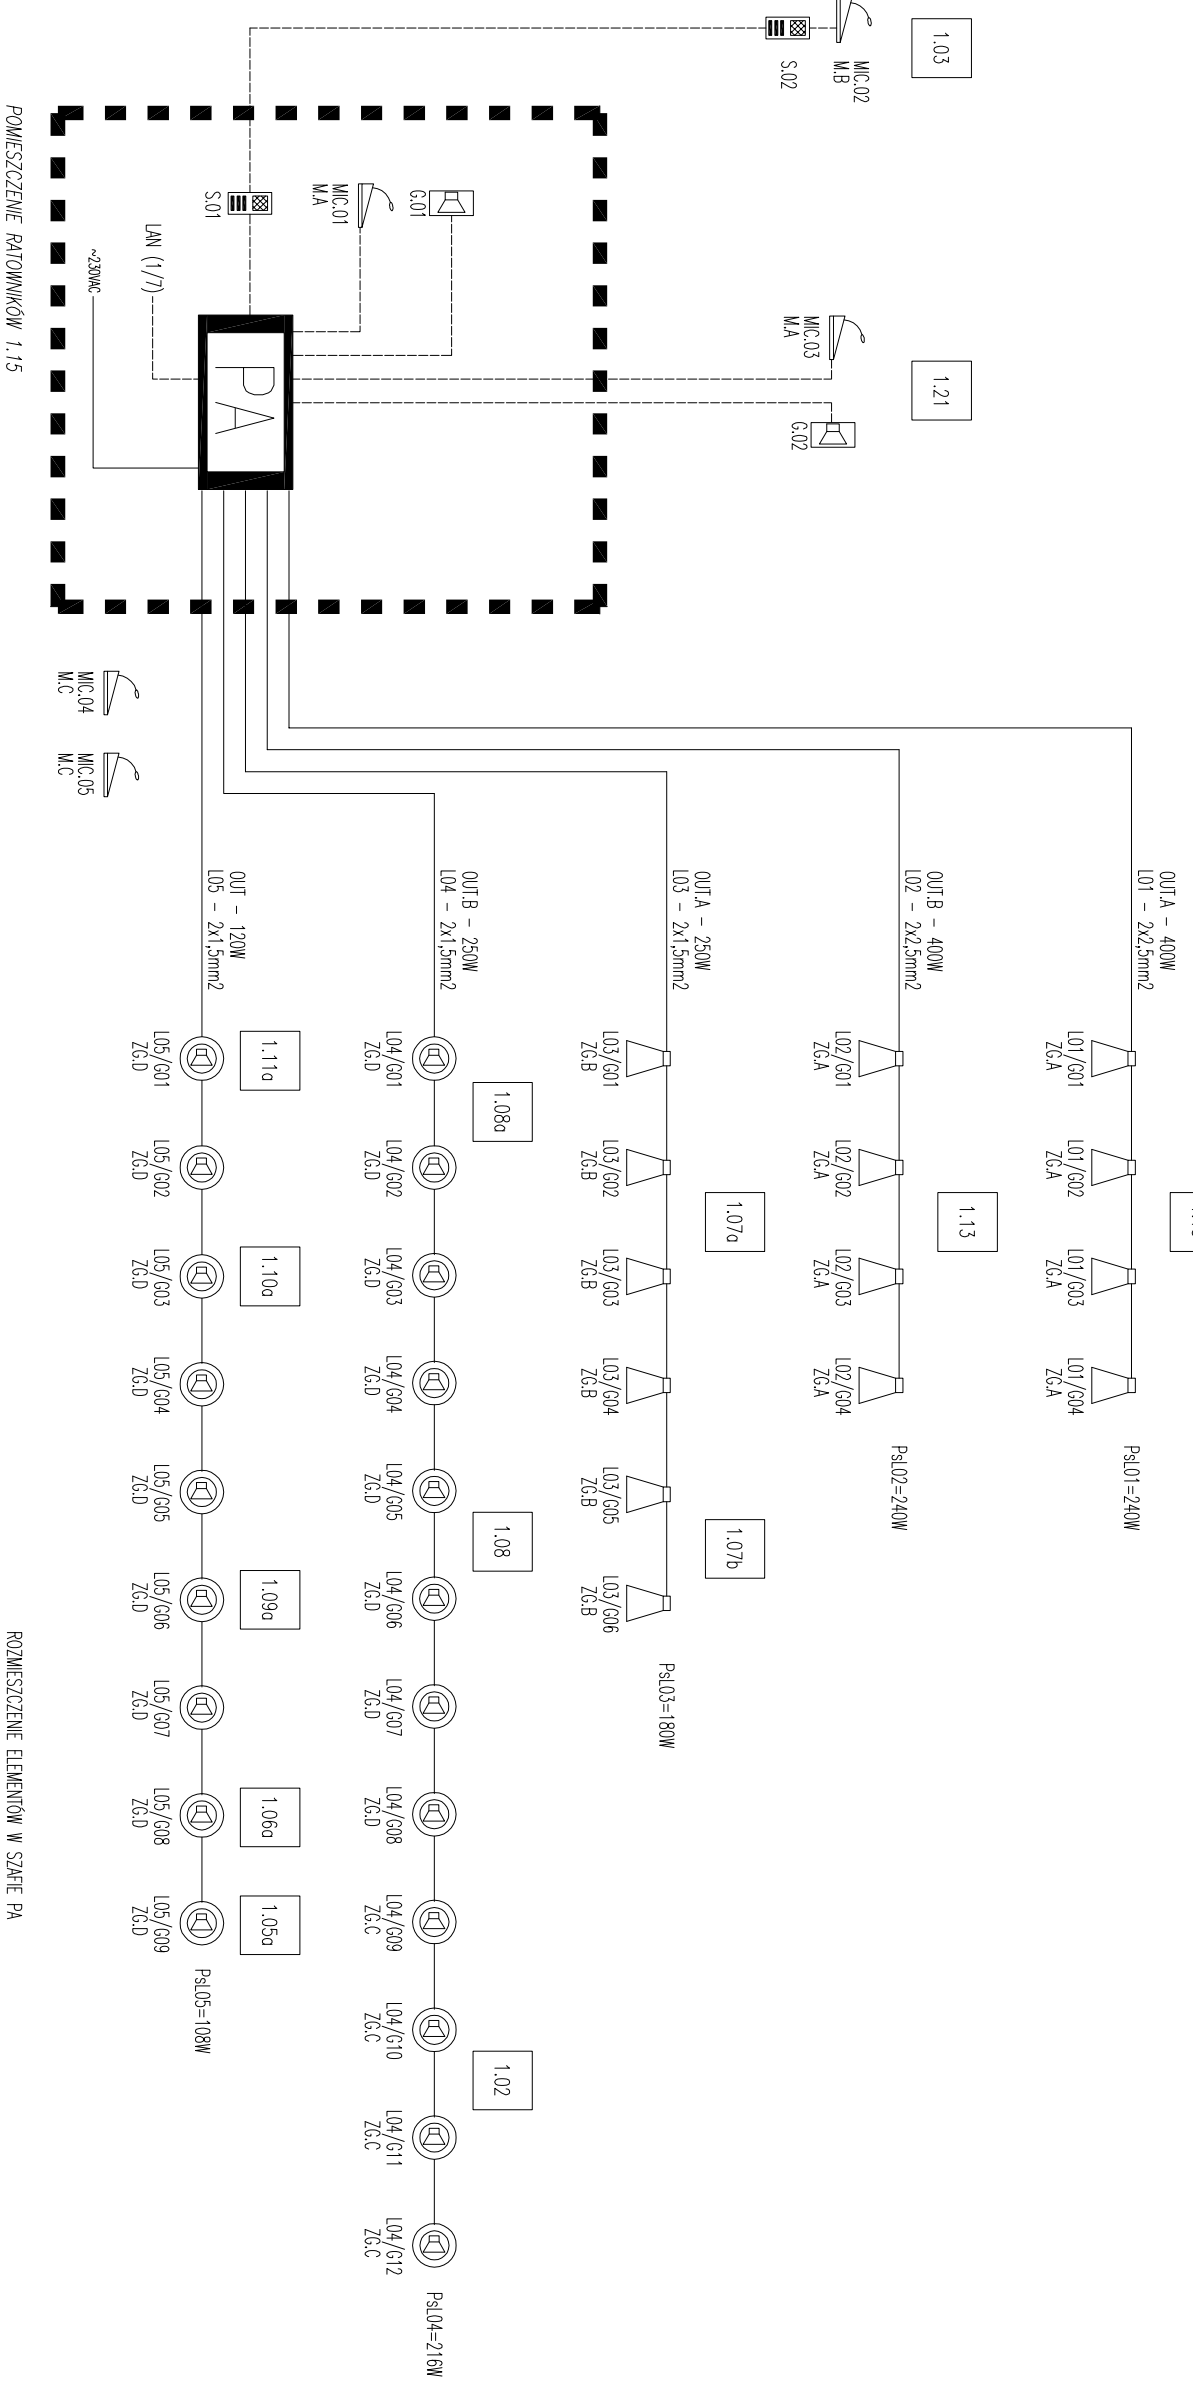 1.03
MIC.02
M.B
S.02
1.21
MIC.03
M.A
G.02
G.01
MIC.01
M.A
S.01
LAN (1/7)
~230VAC
PA
POMIESZCZENIE RATOWNIKÓW 1.15
MIC.04
M.C
MIC.05
M.C
OUT.A - 400W
L01 - 2x2,5mm2
L01/G01
ZG.A
L01/G02
ZG.A
L01/G03
ZG.A
L01/G04
ZG.A
PsL01=240W
OUT.B - 400W
L02 - 2x2,5mm2
1.13
L02/G01
ZG.A
L02/G02
ZG.A
L02/G03
ZG.A
L02/G04
ZG.A
PsL02=240W
OUT.A - 250W
L03 - 2x1,5mm2
1.07a
1.07b
L03/G01
ZG.B
L03/G02
ZG.B
L03/G03
ZG.B
L03/G04
ZG.B
L03/G05
ZG.B
L03/G06
ZG.B
PsL03=180W
OUT.B - 250W
L04 - 2x1,5mm2
1.08a
1.08
1.02
L04/G01
ZG.D
L04/G02
ZG.D
L04/G03
ZG.D
L04/G04
ZG.D
L04/G05
ZG.D
L04/G06
ZG.D
L04/G07
ZG.D
L04/G08
ZG.D
L04/G09
ZG.C
L04/G10
ZG.C
L04/G11
ZG.C
L04/G12
ZG.C
PsL04=216W
OUT - 120W
L05 - 2x1,5mm2
1.11a
1.10a
1.09a
1.06a
1.05a
L05/G01
ZG.D
L05/G02
ZG.D
L05/G03
ZG.D
L05/G04
ZG.D
L05/G05
ZG.D
L05/G06
ZG.D
L05/G07
ZG.D
L05/G08
ZG.D
L05/G09
ZG.D
PsL05=108W
ROZMIESZCZENIE ELEMENTÓW W SZAFIE PA